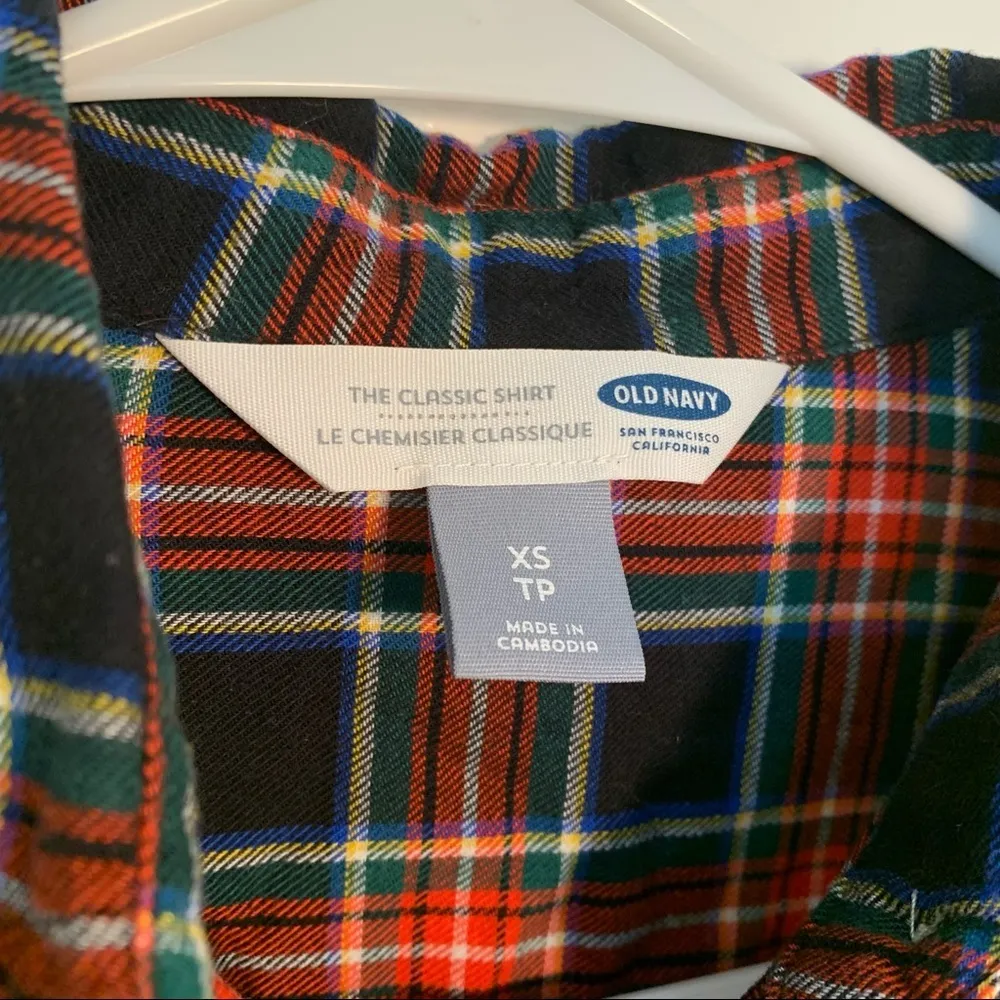 THE CLASSIC SHIRT
LE CHEMISIER CLASSIQUE
OLD NAVY
SAN FRANCISCO
CALIFORNIA
XS
TP
MADE IN
CAMBODIA